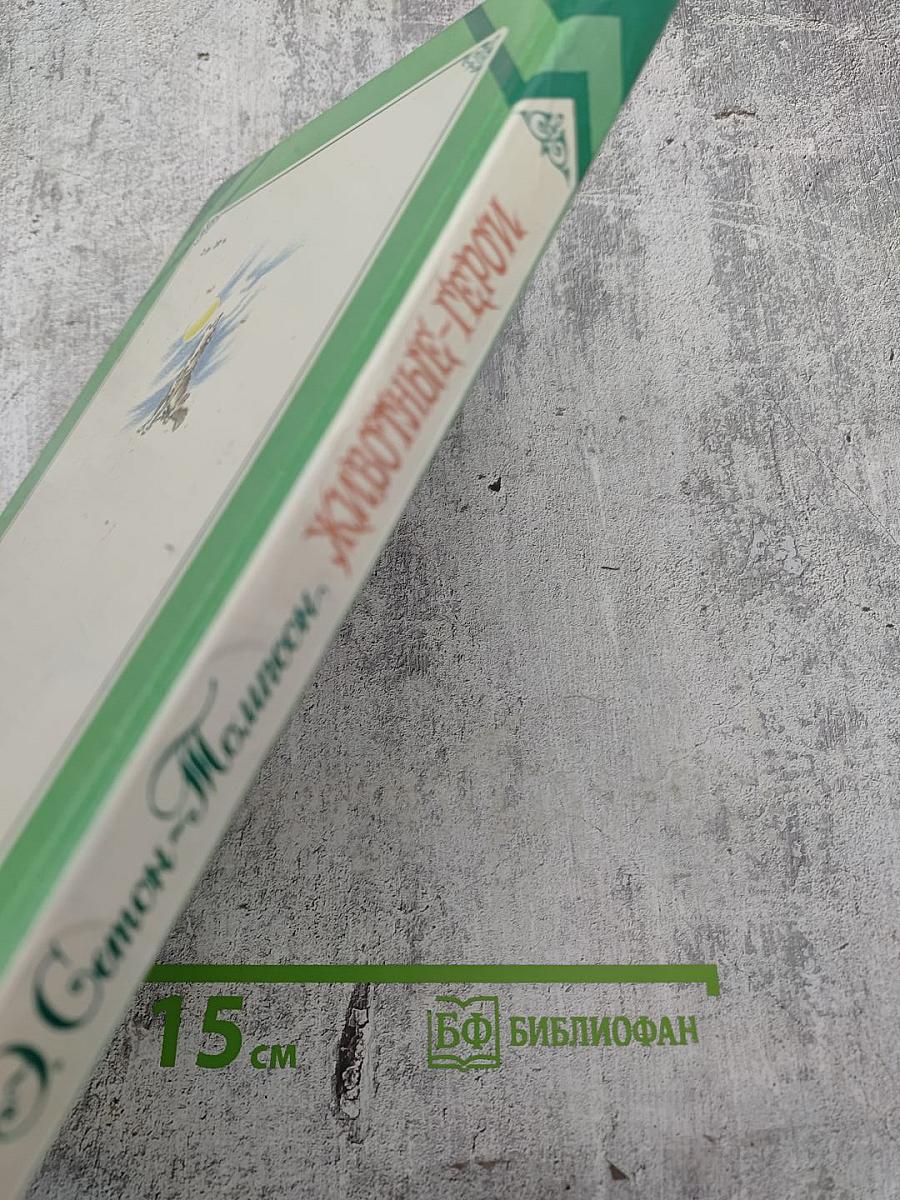 Э. Сетон-Томпсон. ЖИВОТНЫЕ-ГЕРОИ
15 см
БФ БИБЛИОФАН